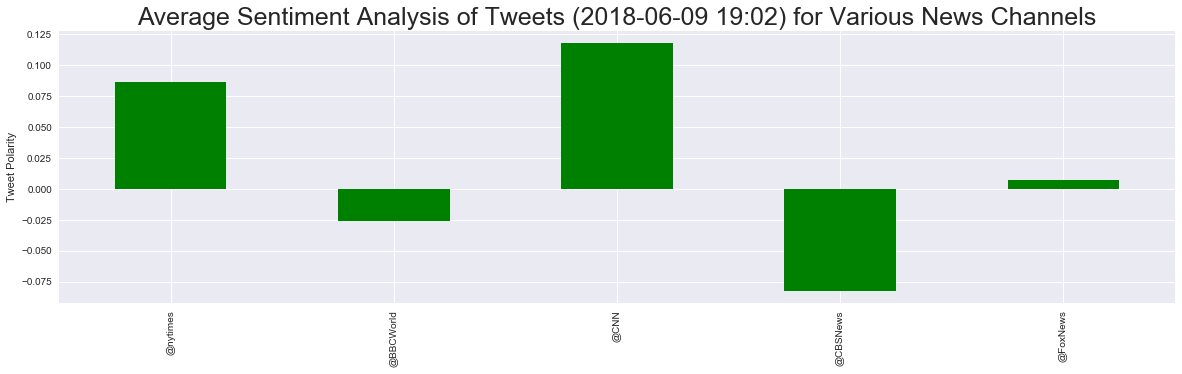 Average Sentiment Analysis of Tweets (2018-06-09 19:02) for Various News Channels
0.125
0.100
0.075
0.050
0.025
0.000
−0.025
−0.050
−0.075
Tweet Polarity
@nytimes
@BBCWorld
@CNN
@CBSNews
@FoxNews